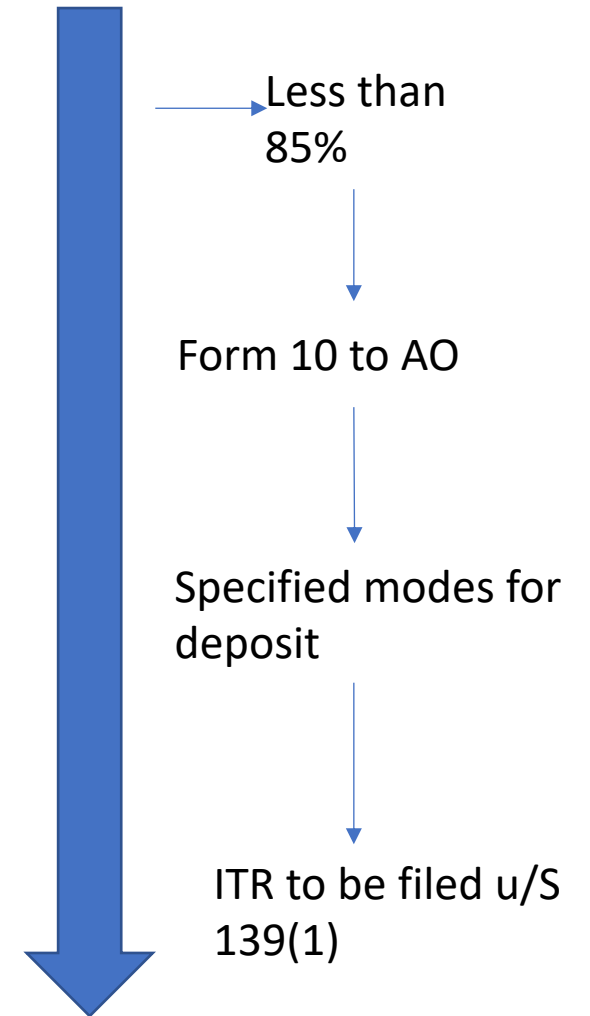 Less than
85%
Form 10 to AO
Specified modes for
deposit
ITR to be filed u/S
139(1)